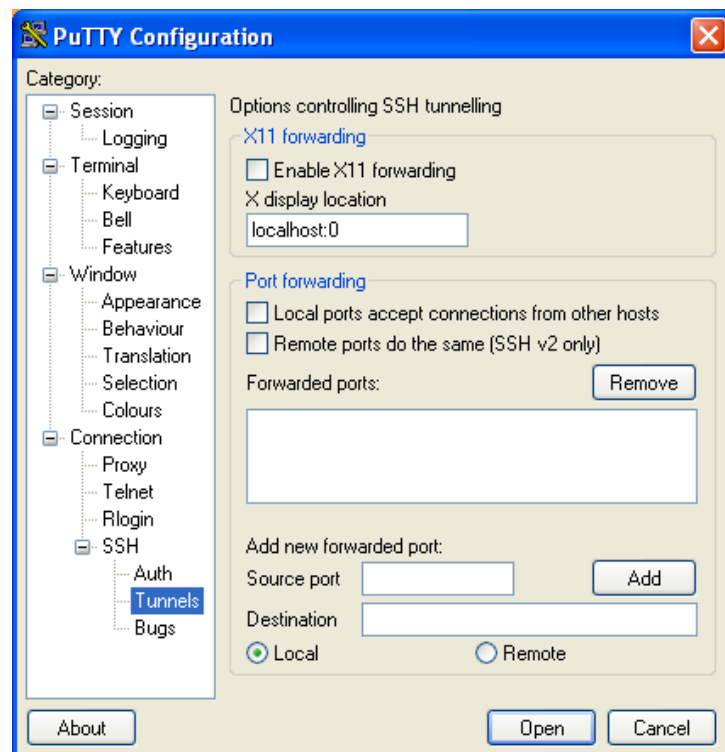 PuTTY Configuration
Category:
Session
Logging
Terminal
Keyboard
Bell
Features
Window
Appearance
Behaviour
Translation
Selection
Colours
Connection
Proxy
Telnet
Rlogin
SSH
Auth
Tunnels
Bugs
Options controlling SSH tunnelling
X11 forwarding
Enable X11 forwarding
X display location
localhost:0
Port forwarding
Local ports accept connections from other hosts
Remote ports do the same (SSH v2 only)
Forwarded ports: Remove
Add new forwarded port:
Source port Add
Destination
Local Remote
About Open Cancel